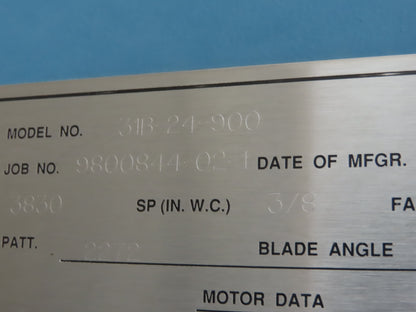 MODEL NO. 31B-24-900
JOB NO. 9800844-02-1 DATE OF MFGR.
3830 SP (IN. W.C.) 3/8 FA
PATT. BLADE ANGLE
MOTOR DATA